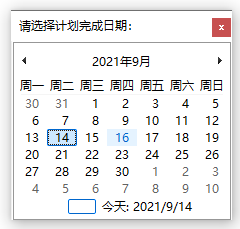 请选择计划完成日期:
x
2021年9月
周一 周二 周三 周四 周五 周六 周日
30 31 1 2 3 4 5
6 7 8 9 10 11 12
13 14 15 16 17 18 19
20 21 22 23 24 25 26
27 28 29 30 1 2 3
4 5 6 7 8 9 10
今天: 2021/9/14